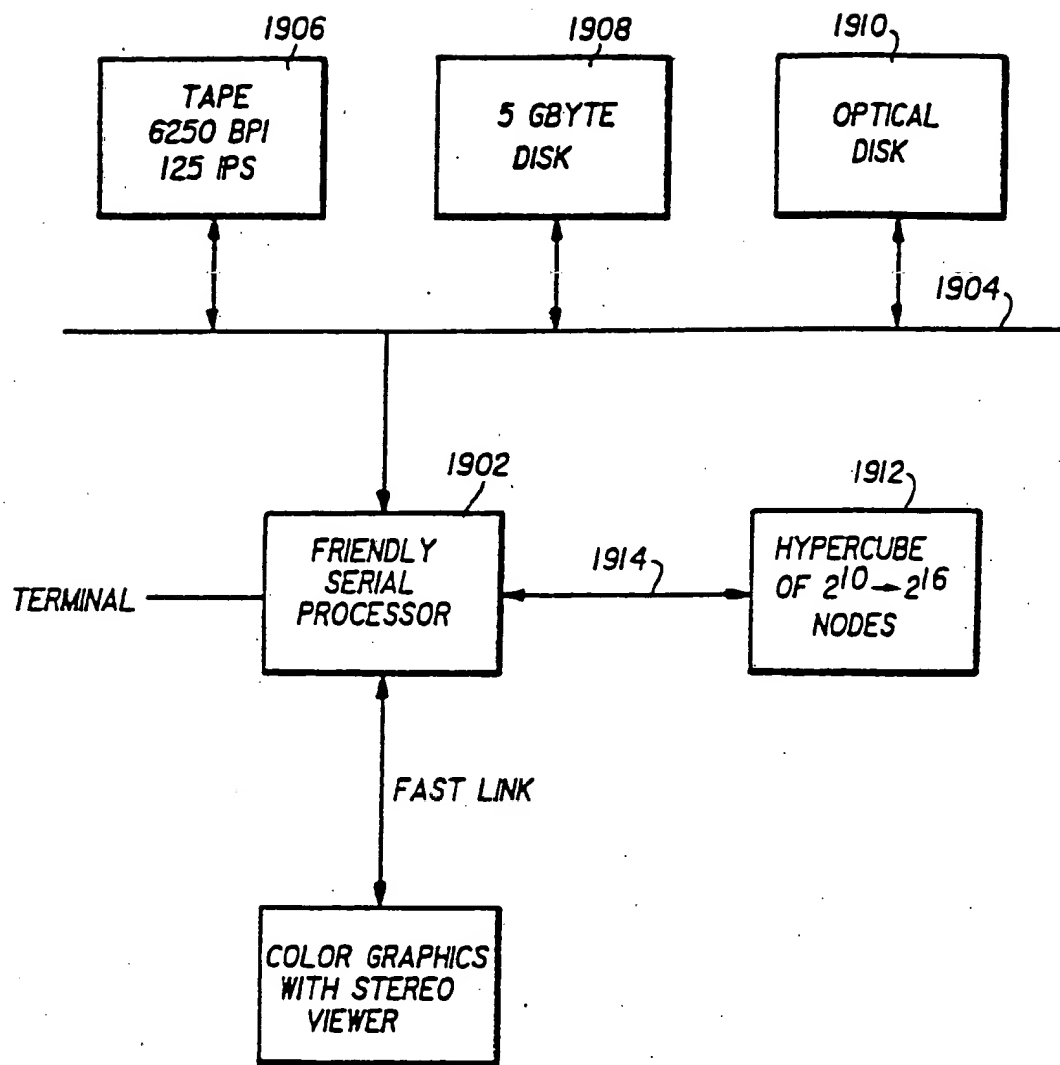 1906
1908
1910
TAPE
6250 BPI
125 IPS
5 GBYTE
DISK
OPTICAL
DISK
1904
1902
1912
FRIENDLY
SERIAL
PROCESSOR
1914
HYPERCUBE
OF 2^10→2^16
NODES
TERMINAL
FAST LINK
COLOR GRAPHICS
WITH STEREO
VIEWER